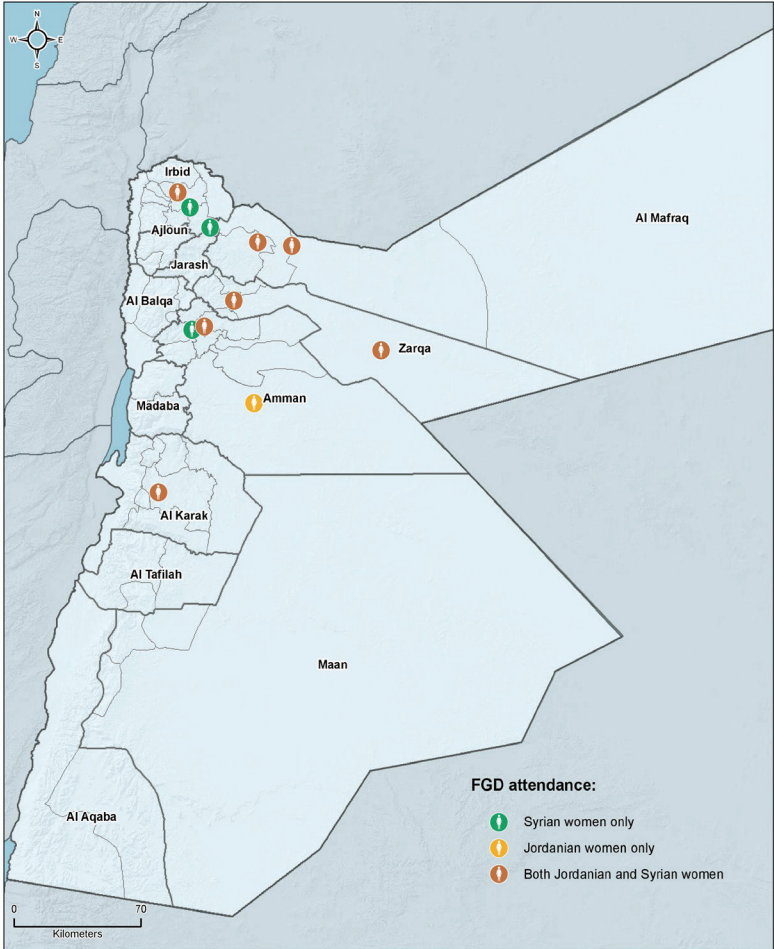 N
W E
S
Irbid
Al Mafraq
Ajloun
Jarash
Al Balqa
Zarqa
Amman
Madaba
Al Karak
Al Tafilah
Maan
FGD attendance:
Syrian women only
Al Aqaba
Jordanian women only
Both Jordanian and Syrian women
0 70
Kilometers